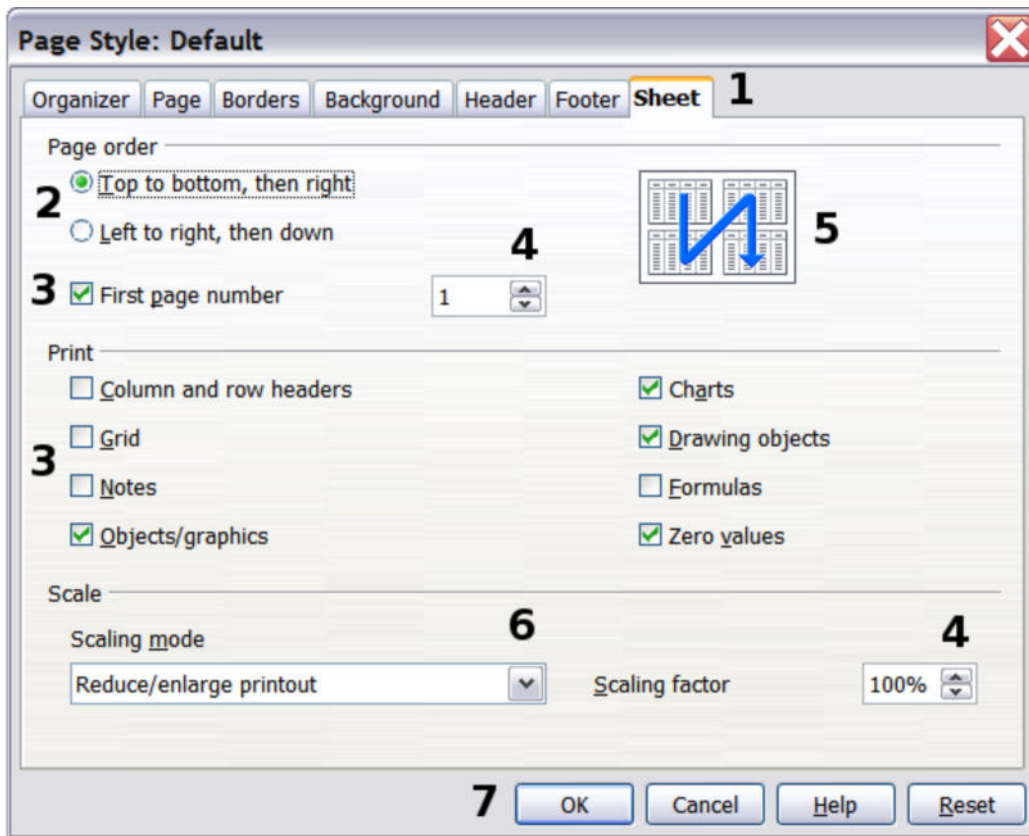 Page Style: Default
Organizer Page Borders Background Header Footer Sheet 1
Page order
2 Top to bottom, then right
Left to right, then down
4 5
3 First page number 1
Print
Column and row headers Charts
Grid Drawing objects
3
Notes Formulas
Objects/graphics Zero values
Scale
Scaling mode 6 4
Reduce/enlarge printout Scaling factor 100%
7 OK Cancel Help Reset